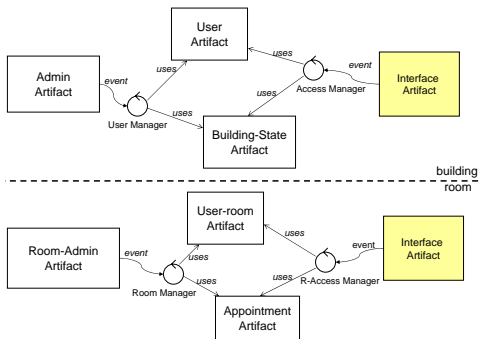 User
Artifact
uses
uses
event
Admin
Artifact
event
Interface
Artifact
Access Manager
User Manager
uses
uses
Building-State
Artifact
building
room
User-room
Artifact
uses
uses
Room-Admin
Artifact
event
event
Interface
Artifact
Room Manager
uses
uses
R-Access Manager
Appointment
Artifact